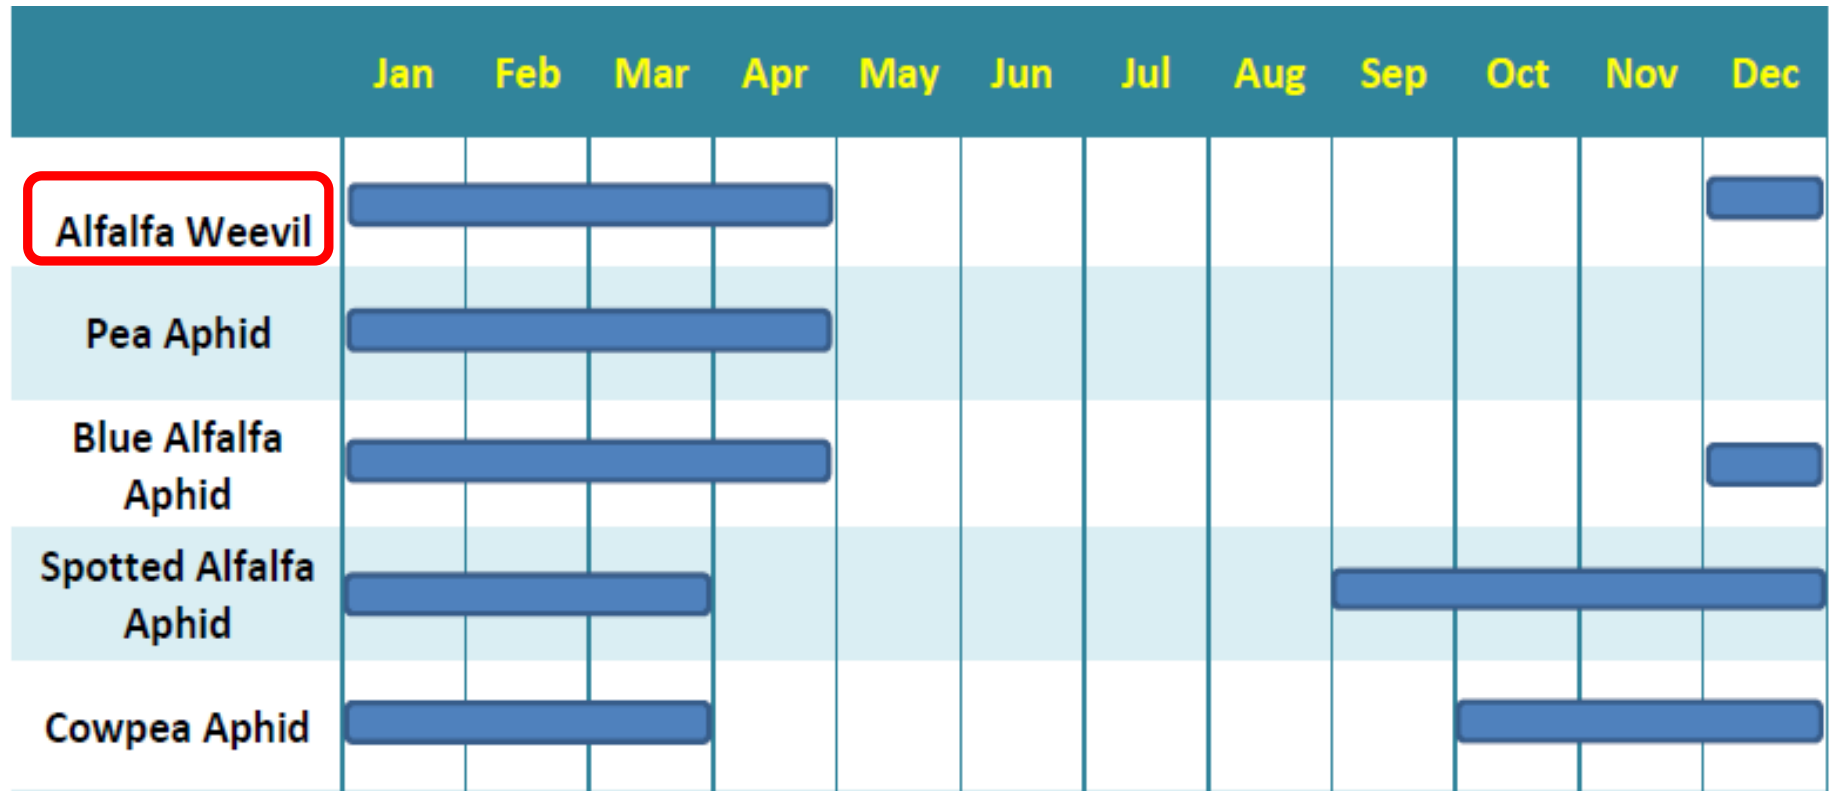 Jan Feb Mar Apr May Jun Jul Aug Sep Oct Nov Dec
Alfalfa Weevil
Pea Aphid
Blue Alfalfa
Aphid
Spotted Alfalfa
Aphid
Cowpea Aphid